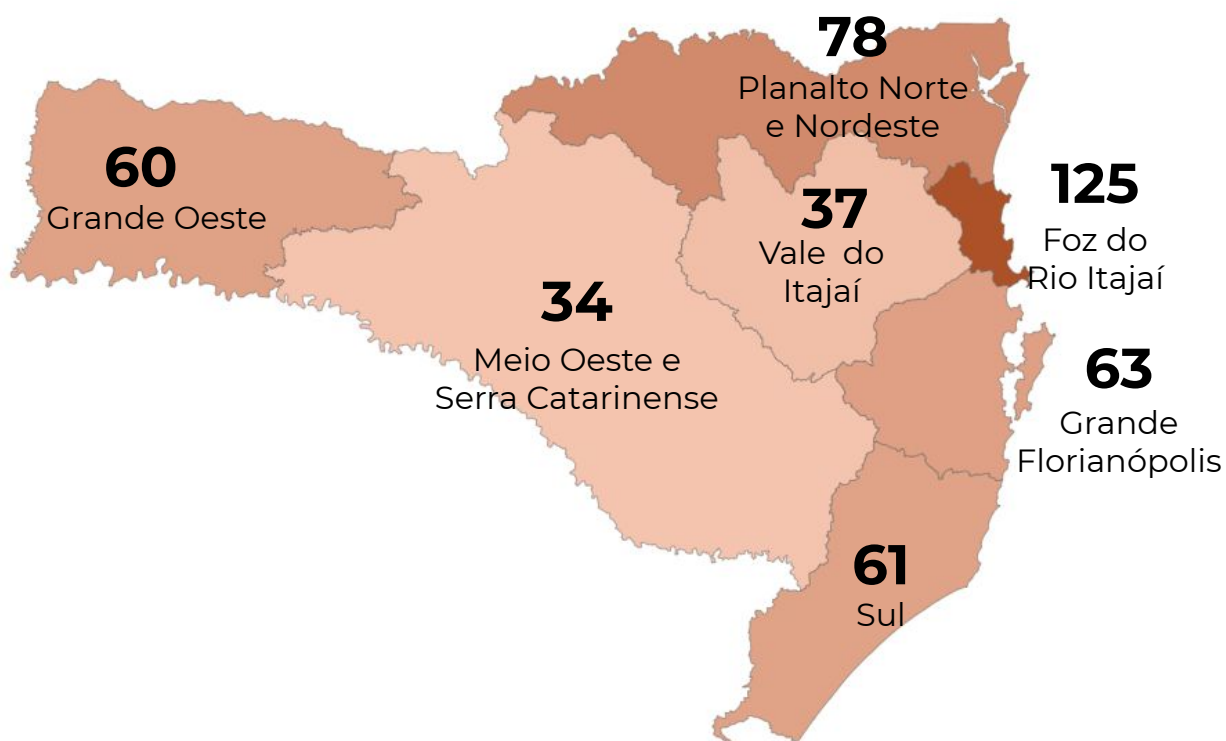 78
Planalto Norte
e Nordeste
60
Grande Oeste
125
Foz do
Rio Itajaí
37
Vale do
Itajaí
34
Meio Oeste e
Serra Catarinense
63
Grande
Florianópolis
61
Sul